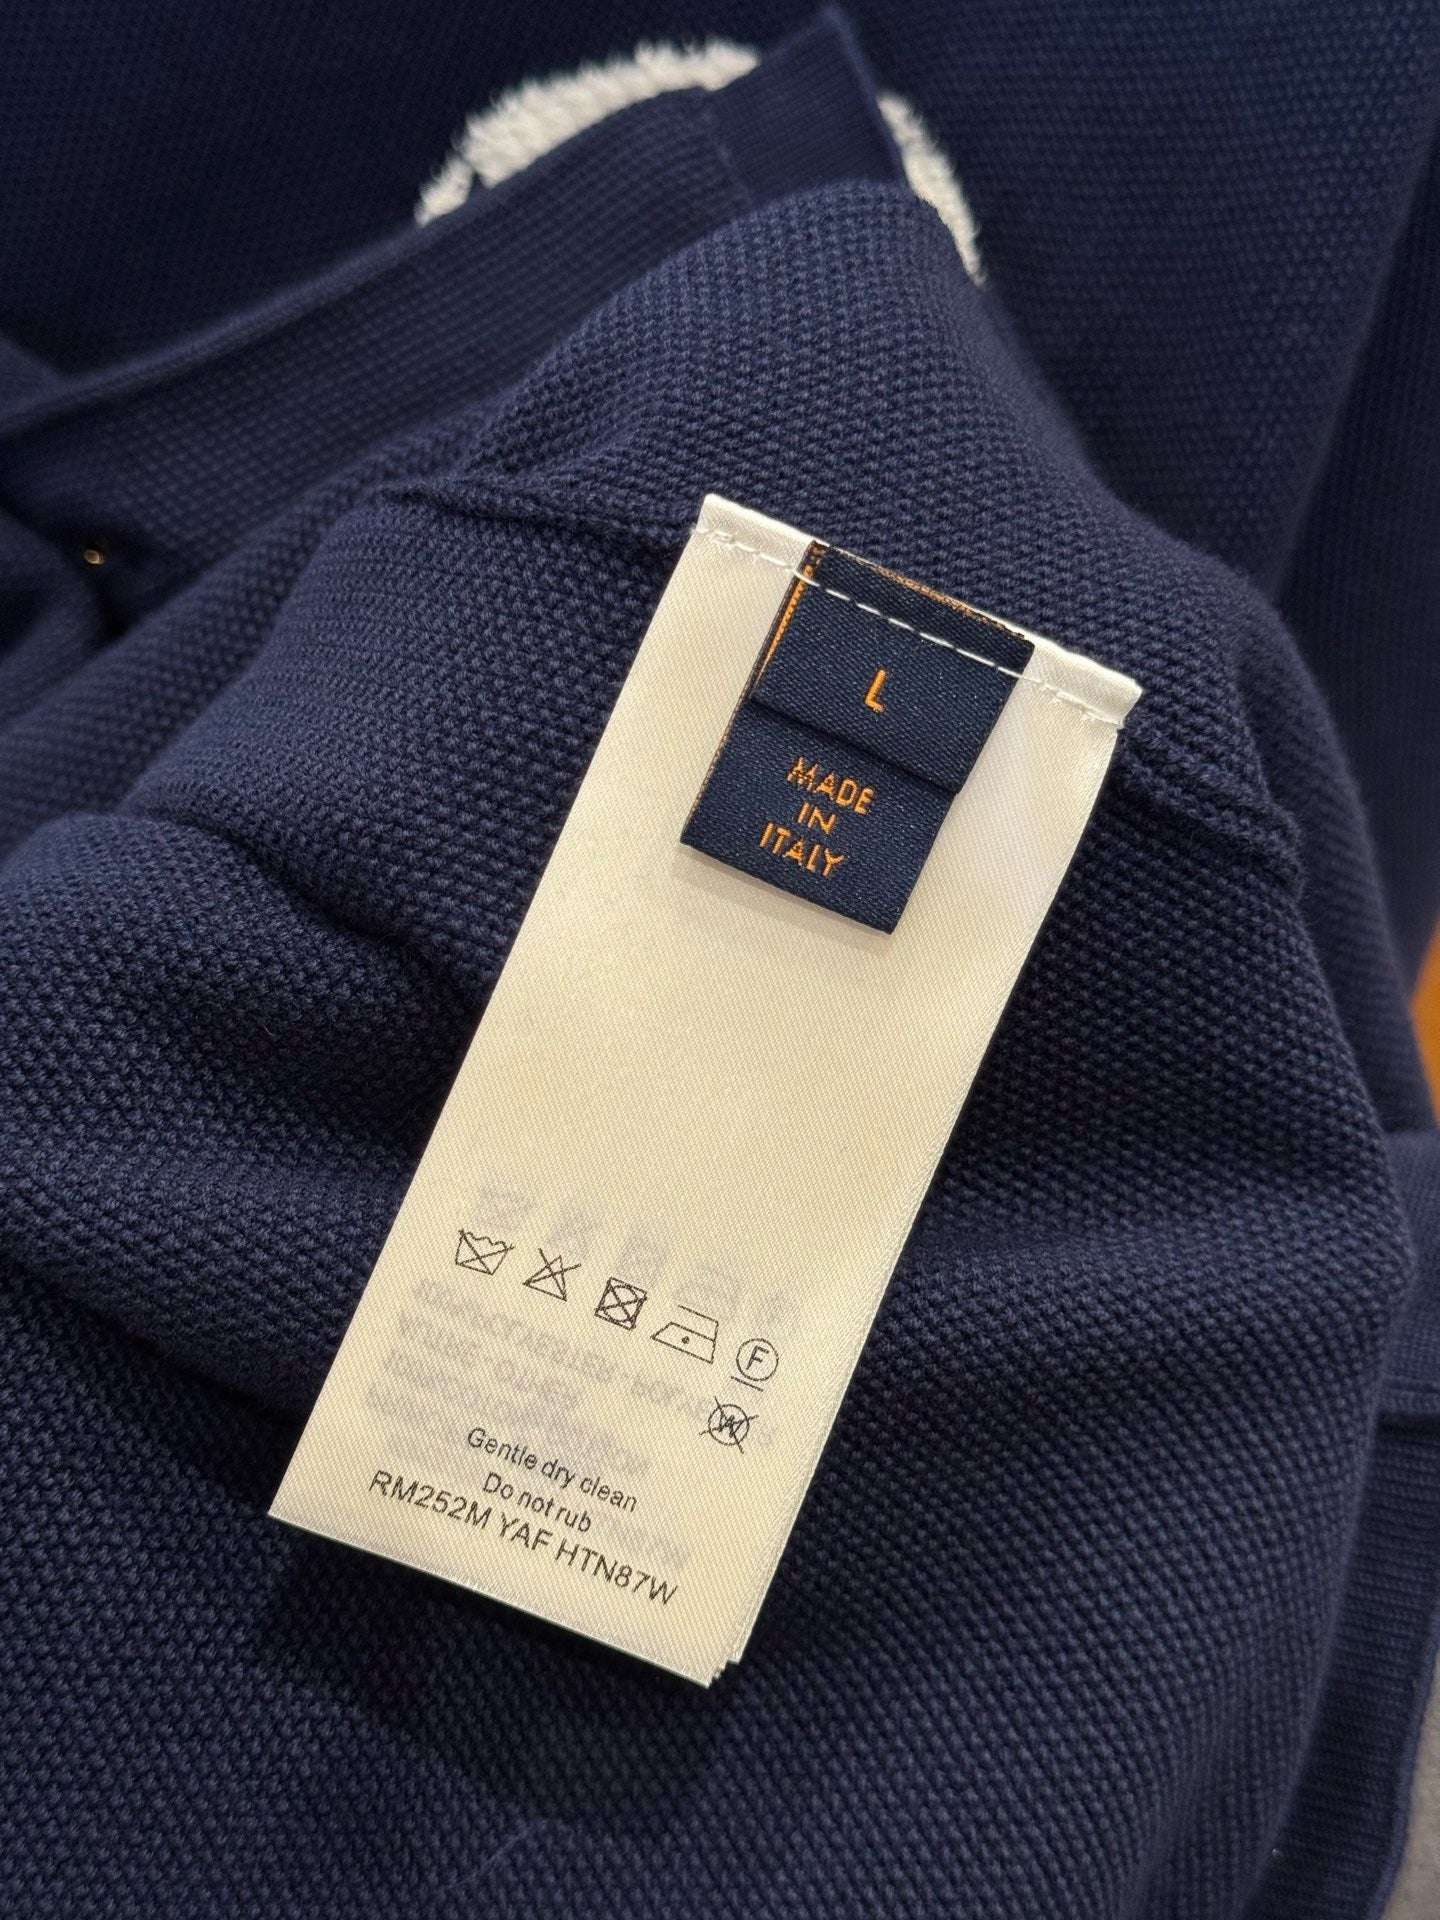 L
MADE
IN
ITALY
F
W
Gentle dry clean
Do not rub
RM252M YAF HTN87W